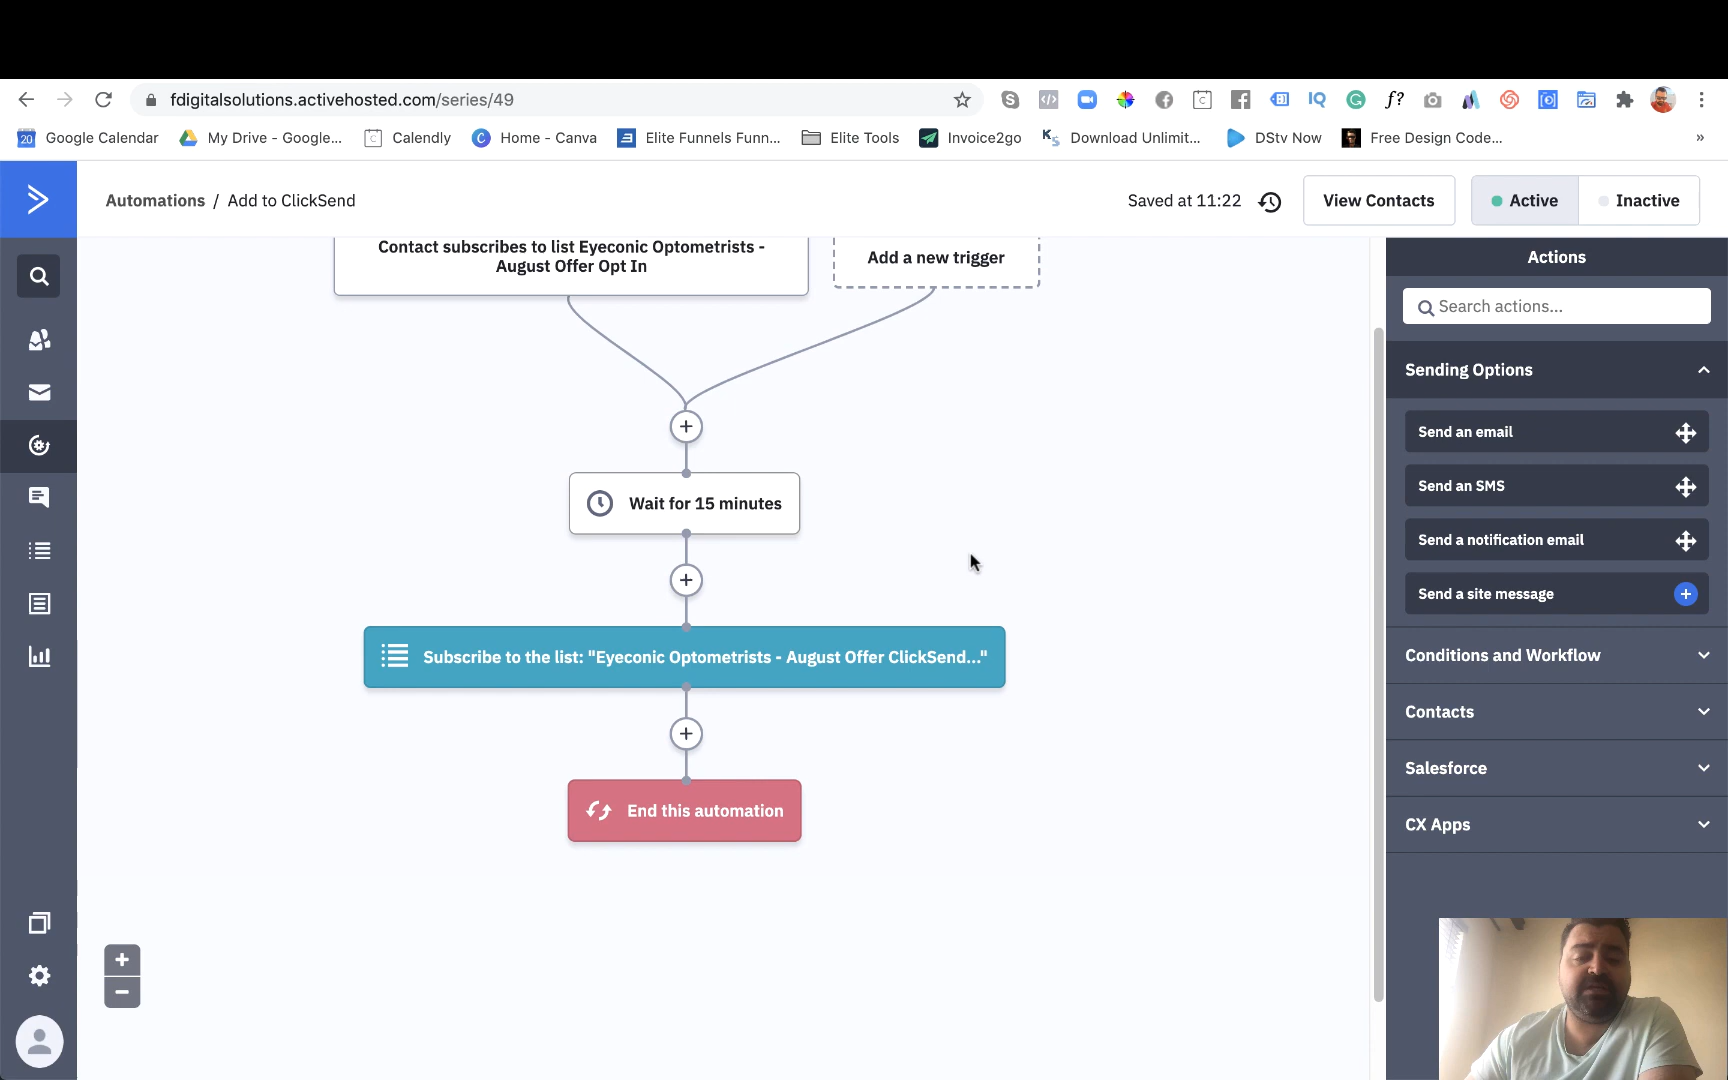 fdigitalsolutions.activehosted.com/series/49
f?
20 Google Calendar My Drive - Google... Calendly Home - Canva Elite Funnels Funn... Elite Tools Invoice2go Ks Download Unlimit... DStv Now Free Design Code... »
Automations / Add to ClickSend
Saved at 11:22
View Contacts
Active
Inactive
Contact subscribes to list Eyeconic Optometrists -
August Offer Opt In
Add a new trigger
Wait for 15 minutes
Subscribe to the list: "Eyeconic Optometrists - August Offer ClickSend..."
End this automation
Actions
Search actions...
Sending Options
Send an email
Send an SMS
Send a notification email
Send a site message
Conditions and Workflow
Contacts
Salesforce
CX Apps